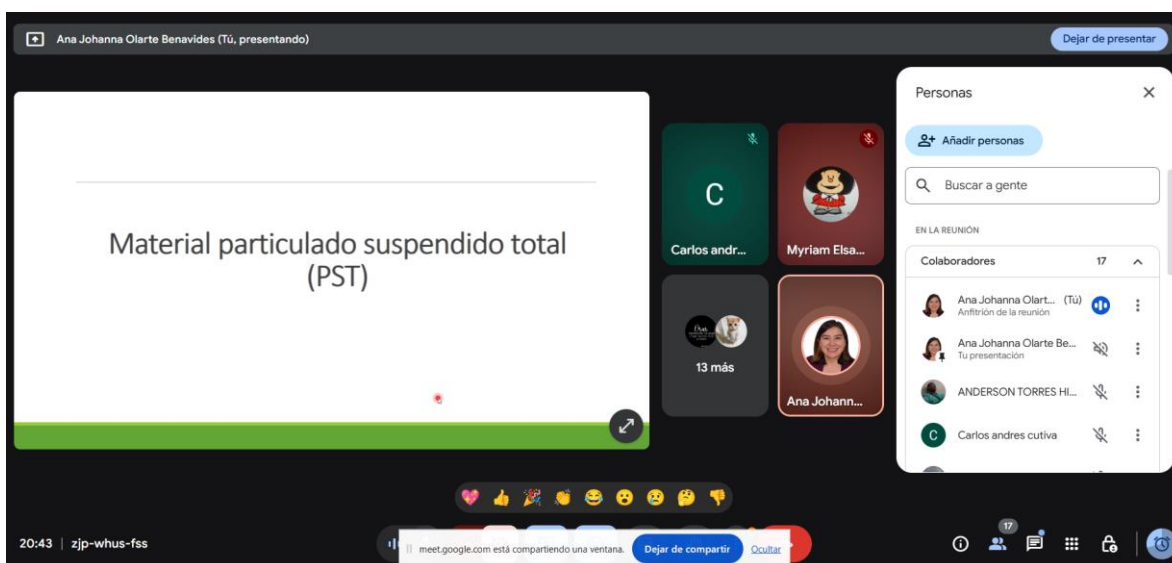 Ana Johanna Olarte Benavides (Tú, presentando)
Dejar de presentar
Material particulado suspendido total
(PST)
C
Carlos andr...
Myriam Elsa...
13 más
Ana Johann...
Personas
Añadir personas
Buscar a gente
EN LA REUNIÓN
Colaboradores 17
Ana Johanna Olart... (Tú)
Anfitrión de la reunión
Ana Johanna Olarte Be...
Tu presentación
ANDERSON TORRES HI...
C Carlos andres cutiva
20:43 | zjp-whus-fss
meet.google.com está compartiendo una ventana. Dejar de compartir Ocultar
17